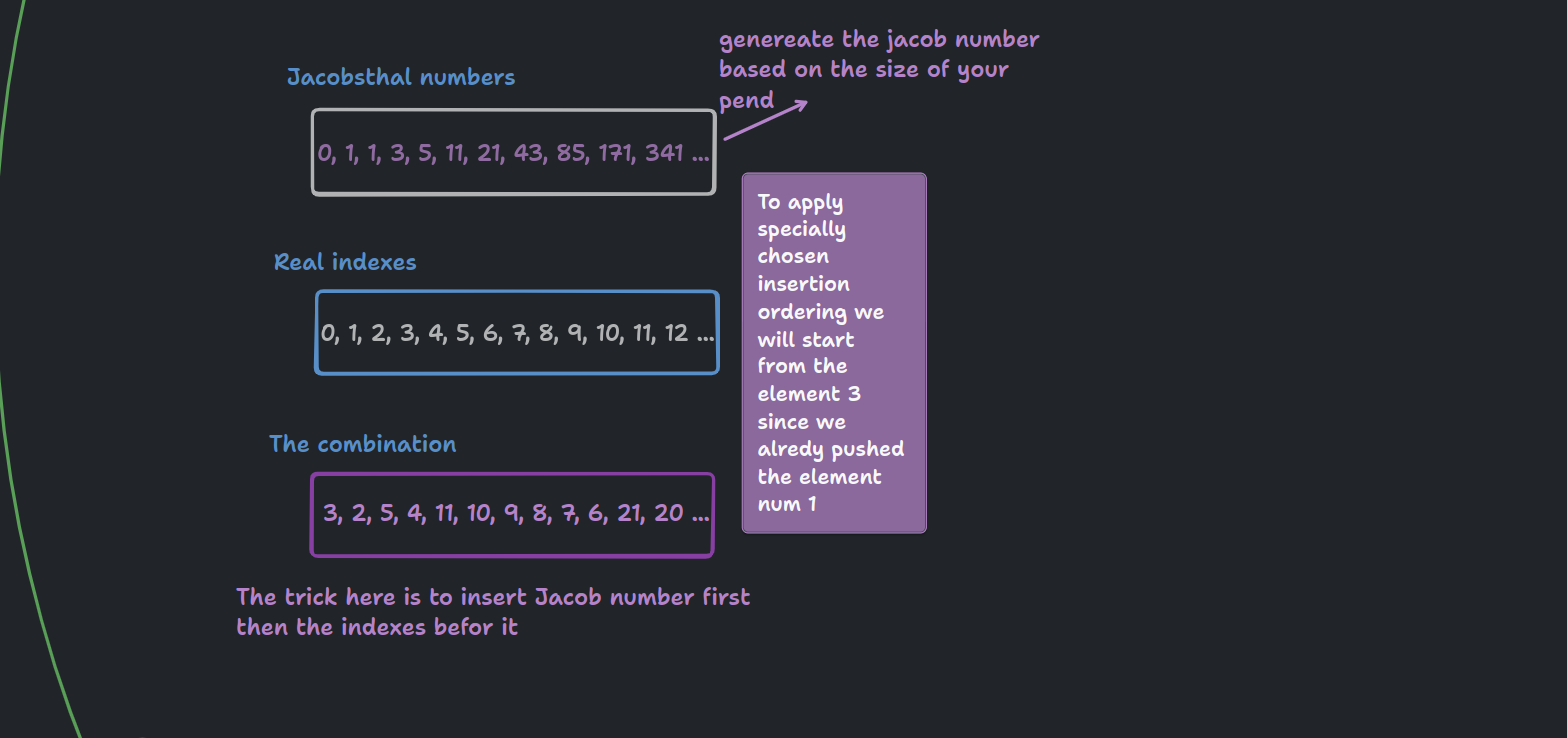 genereate the jacob number
based on the size of your
pend
Jacobsthal numbers
0, 1, 1, 3, 5, 11, 21, 43, 85, 171, 341 ...
To apply
specially
chosen
insertion
ordering we
will start
from the
element 3
since we
alredy pushed
the element
num 1
Real indexes
0, 1, 2, 3, 4, 5, 6, 7, 8, 9, 10, 11, 12 ...
The combination
3, 2, 5, 4, 11, 10, 9, 8, 7, 6, 21, 20 ...
The trick here is to insert Jacob number first
then the indexes befor it